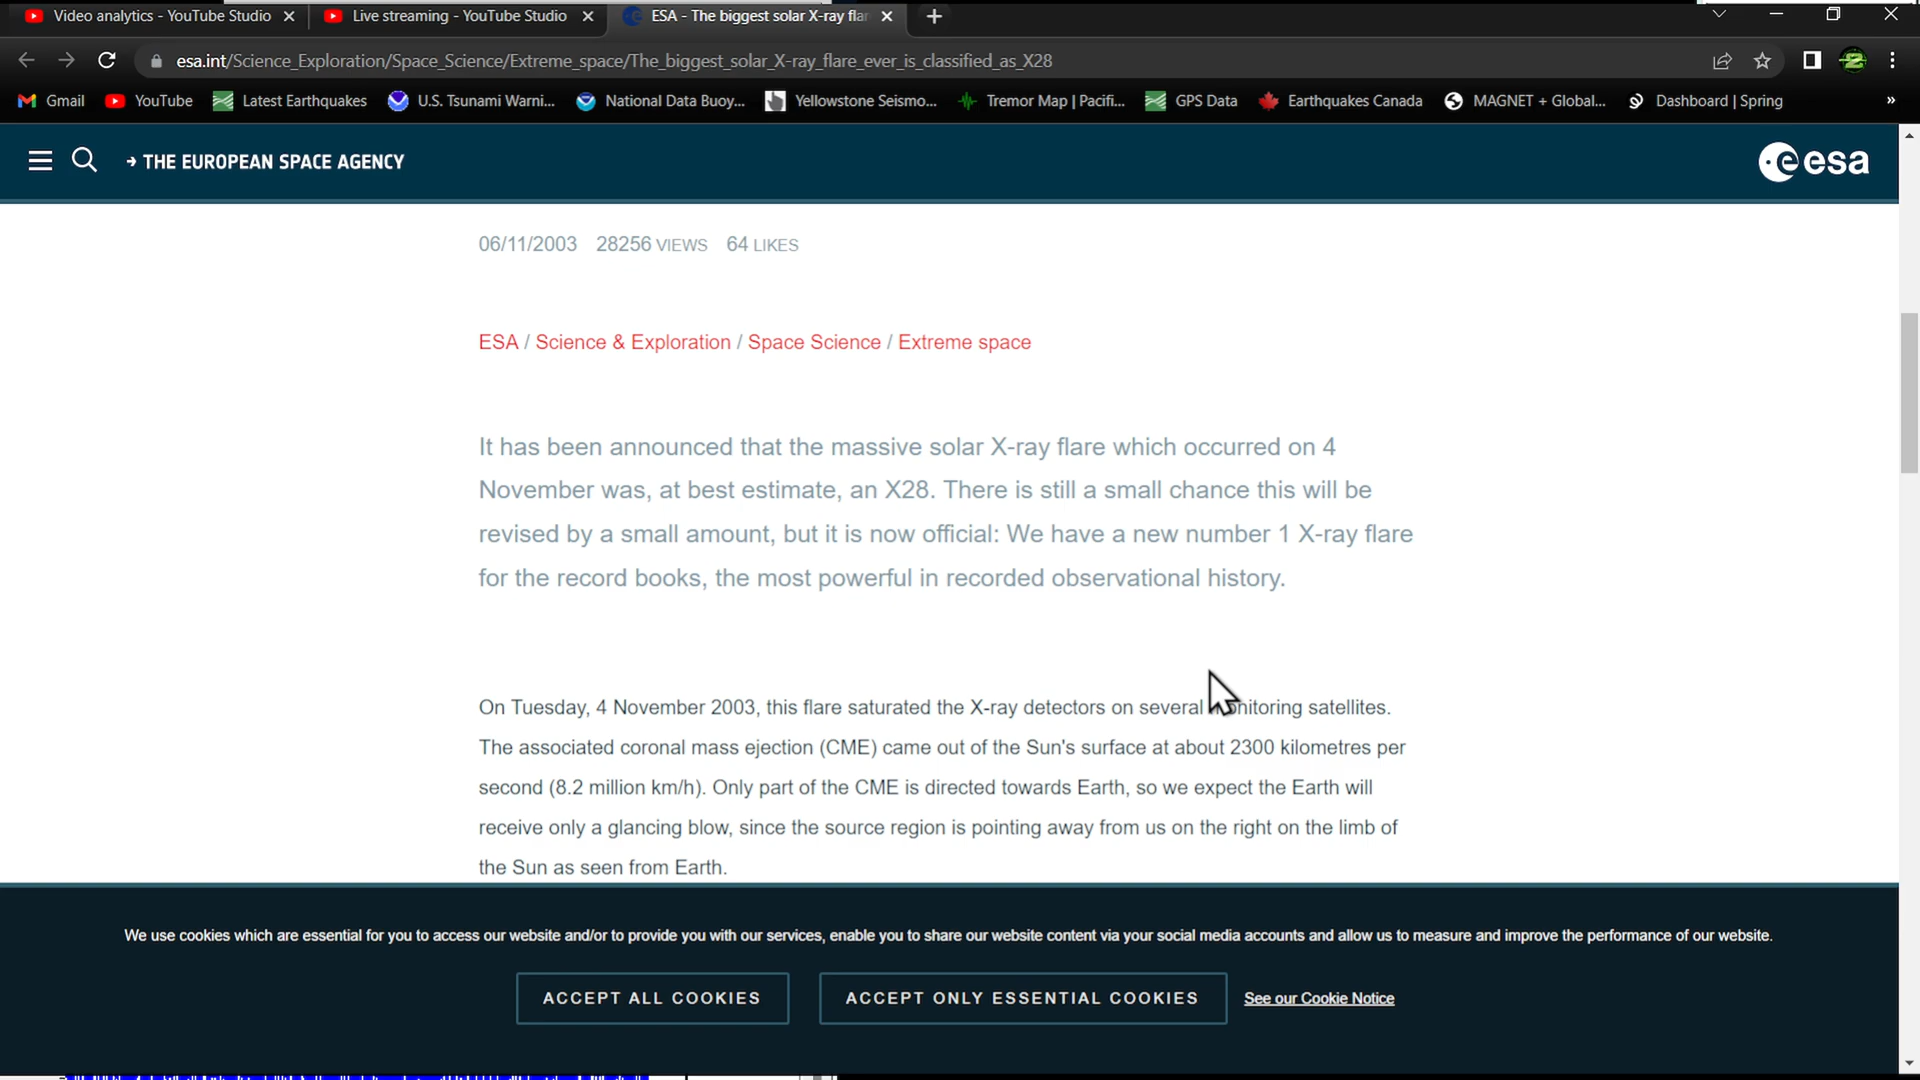 Video analytics - YouTube Studio
Live streaming - YouTube Studio
ESA - The biggest solar X-ray flar
esa.int/Science_Exploration/Space_Science/Extreme_space/The_biggest_solar_X-ray_flare_ever_is_classified_as_X28
Gmail
YouTube
Latest Earthquakes
U.S. Tsunami Warni...
National Data Buoy...
Yellowstone Seismo...
Tremor Map | Pacifi...
GPS Data
Earthquakes Canada
MAGNET + Global...
Dashboard | Spring
»
→ THE EUROPEAN SPACE AGENCY
esa
06/11/2003 28256 VIEWS 64 LIKES
ESA / Science & Exploration / Space Science / Extreme space
It has been announced that the massive solar X-ray flare which occurred on 4
November was, at best estimate, an X28. There is still a small chance this will be
revised by a small amount, but it is now official: We have a new number 1 X-ray flare
for the record books, the most powerful in recorded observational history.
On Tuesday, 4 November 2003, this flare saturated the X-ray detectors on several monitoring satellites.
The associated coronal mass ejection (CME) came out of the Sun's surface at about 2300 kilometres per
second (8.2 million km/h). Only part of the CME is directed towards Earth, so we expect the Earth will
receive only a glancing blow, since the source region is pointing away from us on the right on the limb of
the Sun as seen from Earth.
We use cookies which are essential for you to access our website and/or to provide you with our services, enable you to share our website content via your social media accounts and allow us to measure and improve the performance of our website.
ACCEPT ALL COOKIES
ACCEPT ONLY ESSENTIAL COOKIES
See our Cookie Notice